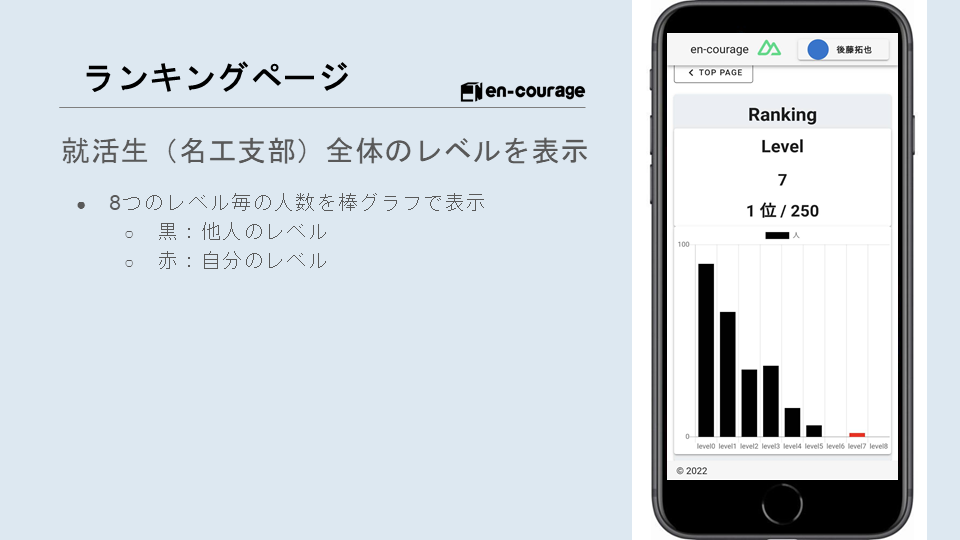 ランキングページ
en-courage
就活生（名工支部）全体のレベルを表示
● 8つのレベル毎の人数を棒グラフで表示
○ 黒：他人のレベル
○ 赤：自分のレベル
en-courage
後藤拓也
< TOP PAGE
Ranking
Level
7
1 位 / 250
人
100
0
level0 level1 level2 level3 level4 level5 level6 level7 level8
© 2022